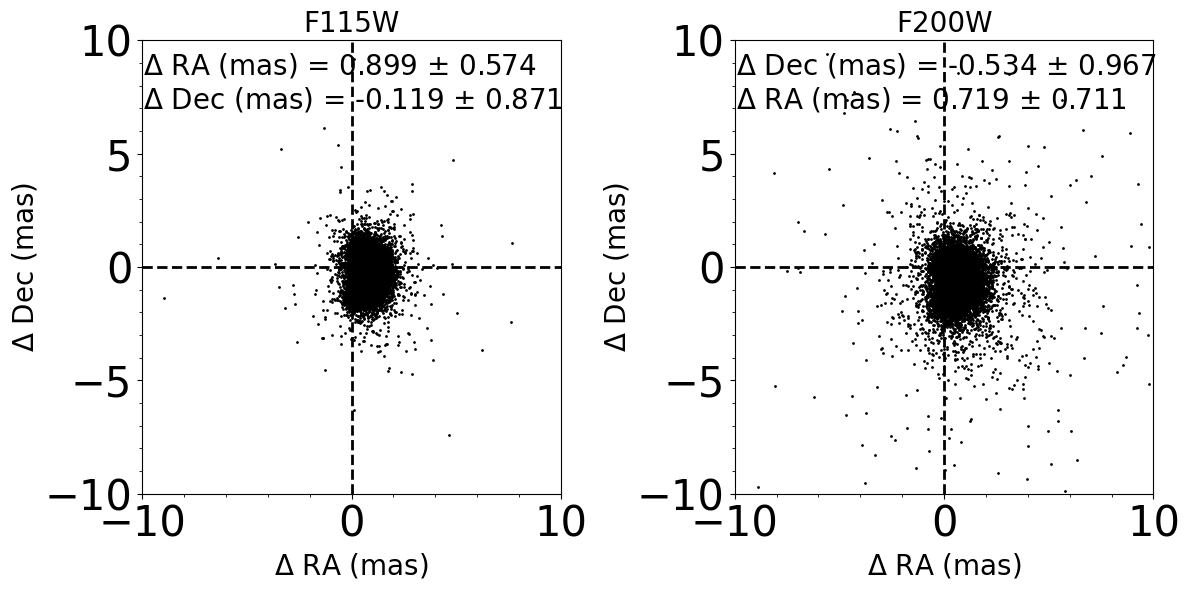 F115W
Δ RA (mas) = 0.899 ± 0.574
Δ Dec (mas) = -0.119 ± 0.871
10
5
0
−5
−10
Δ Dec (mas)
−10
0
10
Δ RA (mas)
F200W
Δ Dec (mas) = -0.534 ± 0.967
Δ RA (mas) = 0.719 ± 0.711
10
5
0
−5
−10
Δ Dec (mas)
−10
0
10
Δ RA (mas)